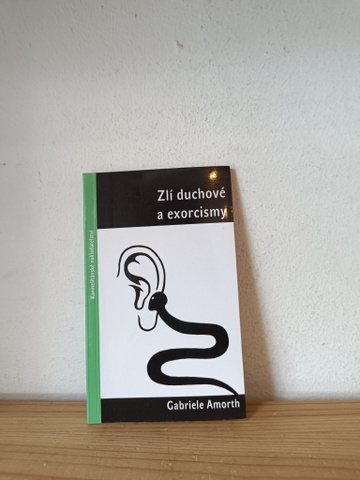 Zlí duchové
a exorcismy
Karmelitánské nakladatelství
Gabriele Amorth